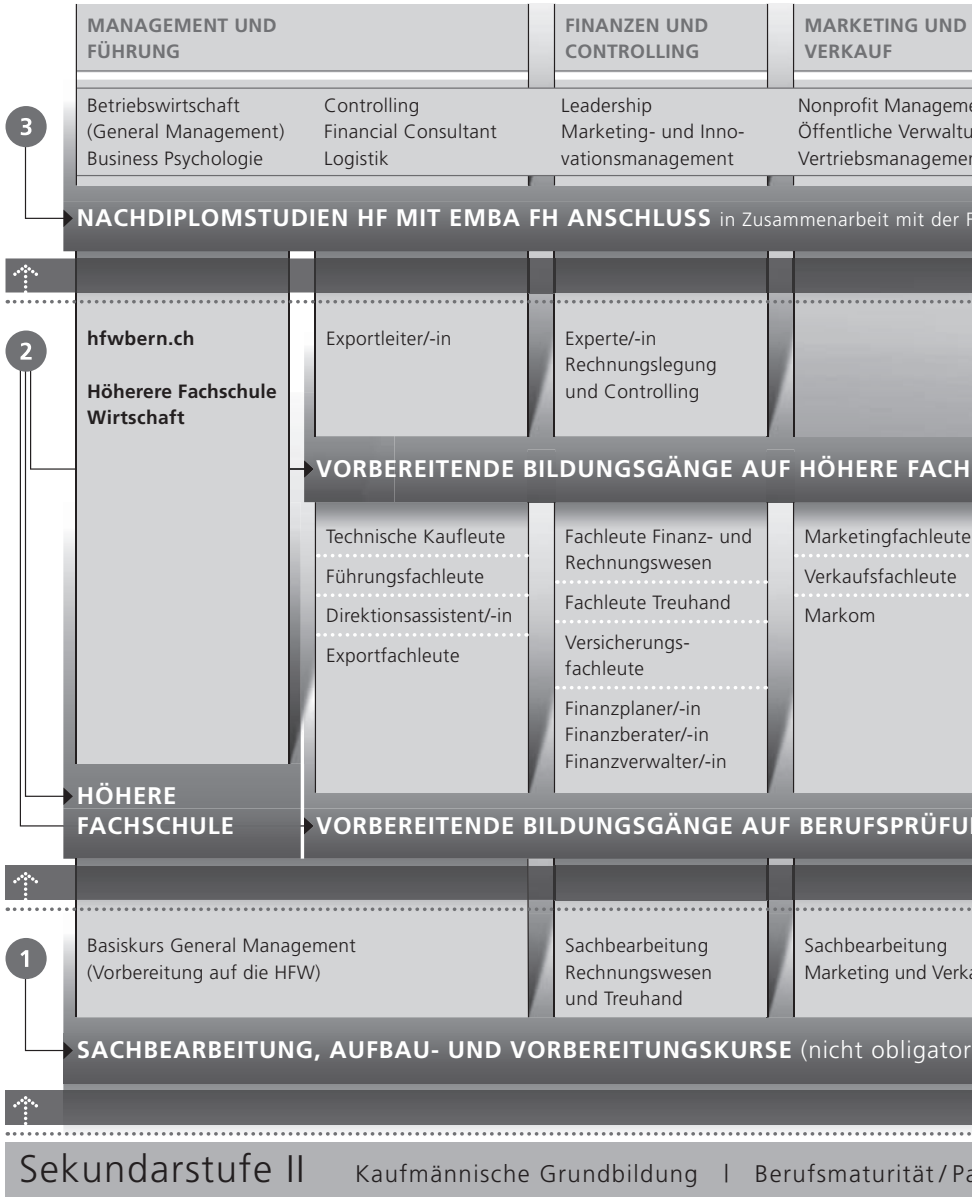 MANAGEMENT UND
FÜHRUNG
FINANZEN UND
CONTROLLING
MARKETING UND
VERKAUF
3
Betriebswirtschaft
(General Management)
Business Psychologie
Controlling
Financial Consultant
Logistik
Leadership
Marketing- und Inno-
vationsmanagement
Nonprofit Manageme
Öffentliche Verwaltu
Vertriebsmanagemen
NACHDIPLOMSTUDIEN HF MIT EMBA FH ANSCHLUSS in Zusammenarbeit mit der F
2
hfwbern.ch
Höherere Fachschule
Wirtschaft
Exportleiter/-in
Experte/-in
Rechnungslegung
und Controlling
VORBEREITENDE BILDUNGSGÄNGE AUF HÖHERE FACH
Technische Kaufleute
Führungsfachleute
Direktionsassistent/-in
Exportfachleute
Fachleute Finanz- und
Rechnungswesen
Fachleute Treuhand
Versicherungs-
fachleute
Finanzplaner/-in
Finanzberater/-in
Finanzverwalter/-in
Marketingfachleute
Verkaufsfachleute
Markom
HÖHERE
FACHSCHULE
VORBEREITENDE BILDUNGSGÄNGE AUF BERUFSPRÜFU
1
Basiskurs General Management
(Vorbereitung auf die HFW)
Sachbearbeitung
Rechnungswesen
und Treuhand
Sachbearbeitung
Marketing und Verka
SACHBEARBEITUNG, AUFBAU- UND VORBEREITUNGSKURSE (nicht obligator
Sekundarstufe II Kaufmännische Grundbildung | Berufsmaturität / Pa